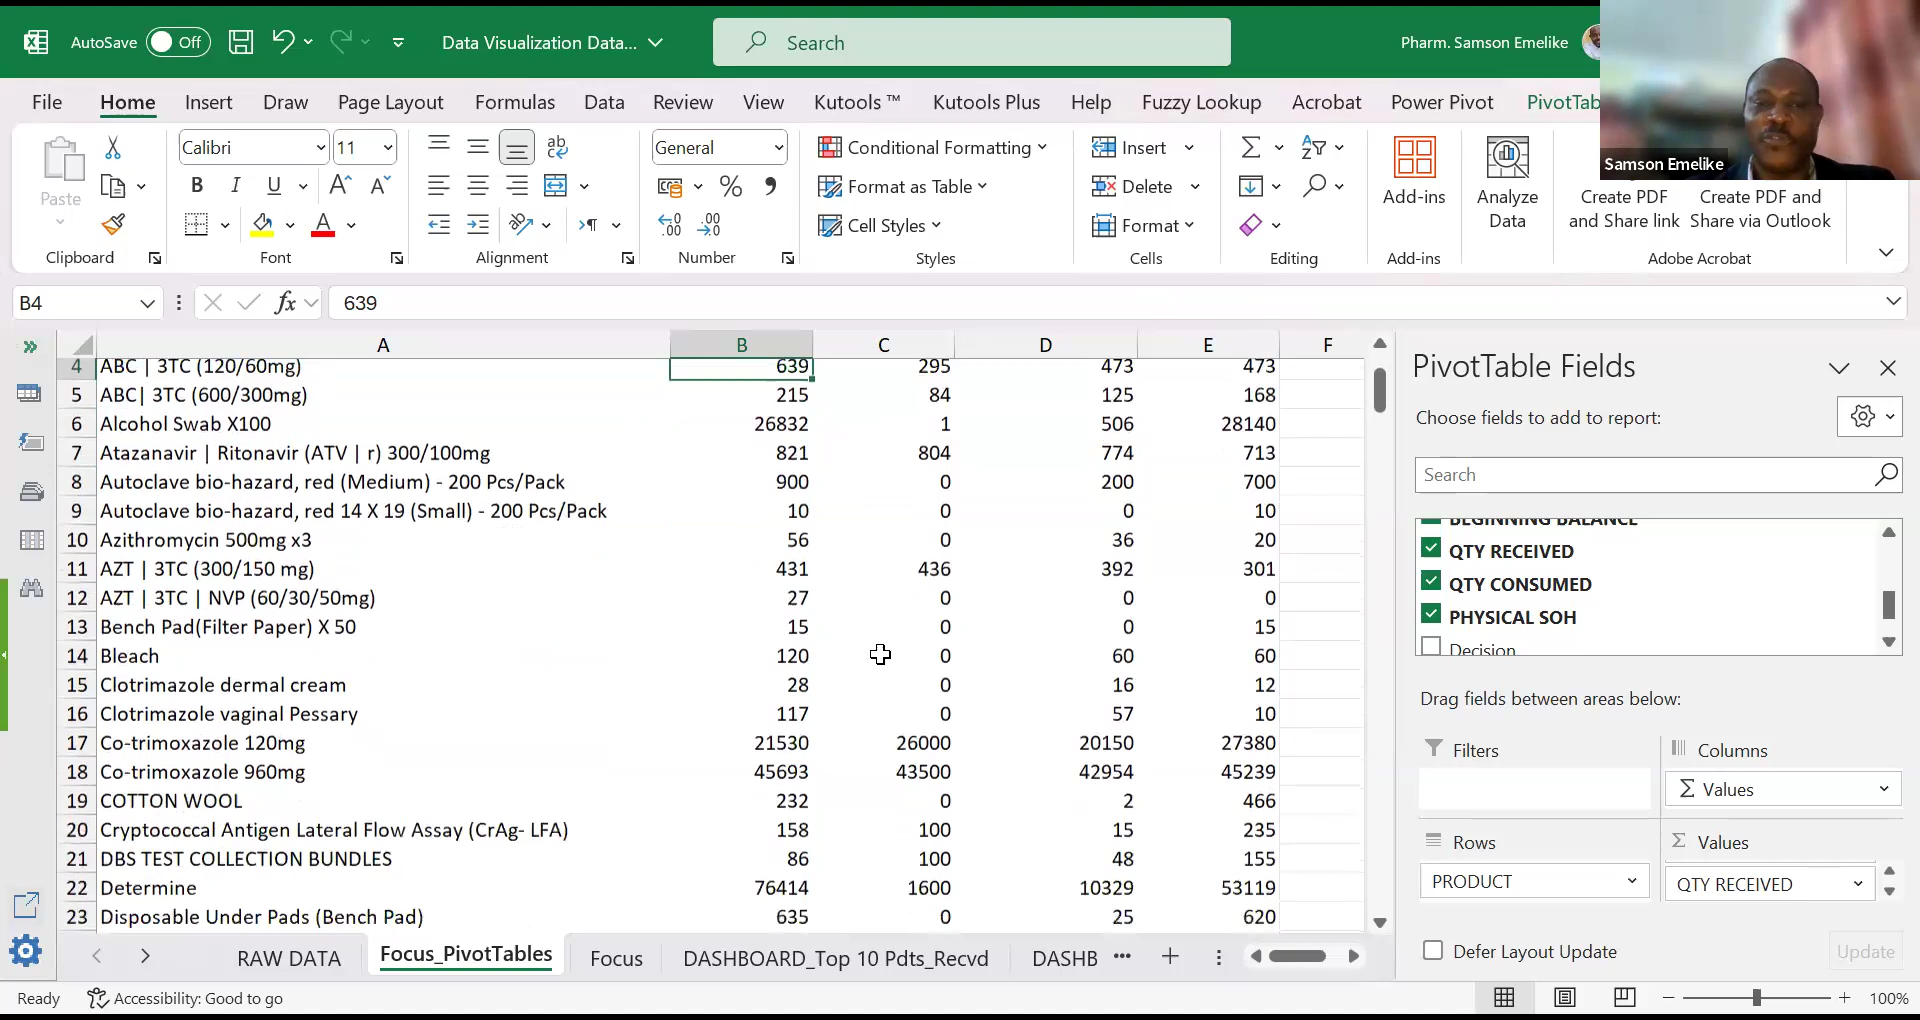 AutoSave Off Data Visualization Data... Search Pharm. Samson Emelike
File Home Insert Draw Page Layout Formulas Data Review View Kutools ™ Kutools Plus Help Fuzzy Lookup Acrobat Power Pivot PivotTab
Samson Emelike
Paste
Calibri 11
B I U
General
Conditional Formatting
Format as Table
Cell Styles
Insert
Delete
Format
Add-ins
Analyze
Data
Create PDF
and Share link
Create PDF and
Share via Outlook
Clipboard Font Alignment Number Styles Cells Editing Add-ins Adobe Acrobat
B4 fx 639
A B C D E F
4 ABC | 3TC (120/60mg) 639 295 473 473
5 ABC| 3TC (600/300mg) 215 84 125 168
6 Alcohol Swab X100 26832 1 506 28140
7 Atazanavir | Ritonavir (ATV | r) 300/100mg 821 804 774 713
8 Autoclave bio-hazard, red (Medium) - 200 Pcs/Pack 900 0 200 700
9 Autoclave bio-hazard, red 14 X 19 (Small) - 200 Pcs/Pack 10 0 0 10
10 Azithromycin 500mg x3 56 0 36 20
11 AZT | 3TC (300/150 mg) 431 436 392 301
12 AZT | 3TC | NVP (60/30/50mg) 27 0 0 0
13 Bench Pad(Filter Paper) X 50 15 0 0 15
14 Bleach 120 0 60 60
15 Clotrimazole dermal cream 28 0 16 12
16 Clotrimazole vaginal Pessary 117 0 57 10
17 Co-trimoxazole 120mg 21530 26000 20150 27380
18 Co-trimoxazole 960mg 45693 43500 42954 45239
19 COTTON WOOL 232 0 2 466
20 Cryptococcal Antigen Lateral Flow Assay (CrAg- LFA) 158 100 15 235
21 DBS TEST COLLECTION BUNDLES 86 100 48 155
22 Determine 76414 1600 10329 53119
23 Disposable Under Pads (Bench Pad) 635 0 25 620
PivotTable Fields
Choose fields to add to report:
Search
BEGINNING BALANCE
QTY RECEIVED
QTY CONSUMED
PHYSICAL SOH
Decision
Drag fields between areas below:
Filters
Columns
Σ Values
Rows
PRODUCT
Σ Values
QTY RECEIVED
Defer Layout Update Update
RAW DATA Focus_PivotTables Focus DASHBOARD_Top 10 Pdts_Recvd DASHB ...
Ready Accessibility: Good to go 100%